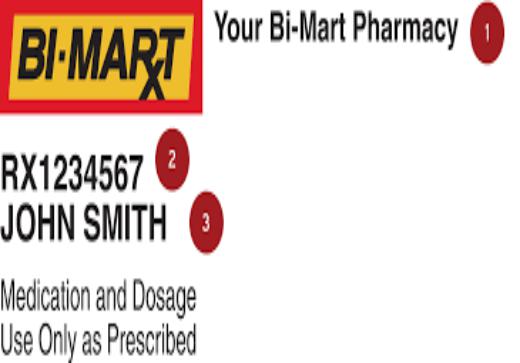 BI-MART Your Bi-Mart Pharmacy 1
RX1234567 2
JOHN SMITH 3
Medication and Dosage
Use Only as Prescribed